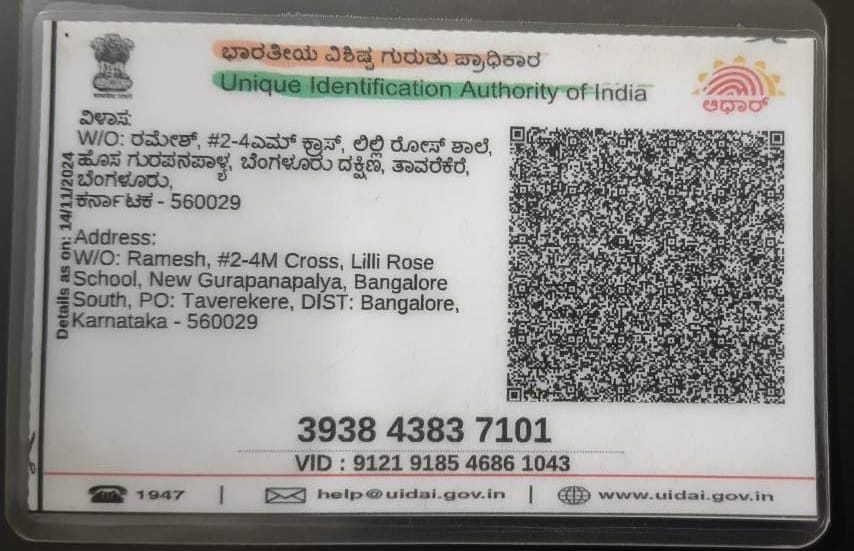 ಭಾರತೀಯ ವಿಶಿಷ್ಟ ಗುರುತು ಪ್ರಾಧಿಕಾರ
Unique Identification Authority of India
ಆಧಾರ್
ವಿಳಾಸ:
W/O: ರಮೇಶ್, #2-4ಎಮ್ ಕ್ರಾಸ್, ಲಿಲ್ಲಿ ರೋಸ್ ಶಾಲೆ,
ಹೊಸ ಗುರಪನಪಾಳ್ಯ, ಬೆಂಗಳೂರು ದಕ್ಷಿಣ, ತಾವರೆಕೆರೆ,
ಬೆಂಗಳೂರು,
ಕರ್ನಾಟಕ - 560029
Address:
W/O: Ramesh, #2-4M Cross, Lilli Rose
School, New Gurapanapalya, Bangalore
South, PO: Taverekere, DIST: Bangalore,
Karnataka - 560029
Details as on: 14/11/2024
3938 4383 7101
VID : 9121 9185 4686 1043
1947 | help@uidai.gov.in | www.uidai.gov.in